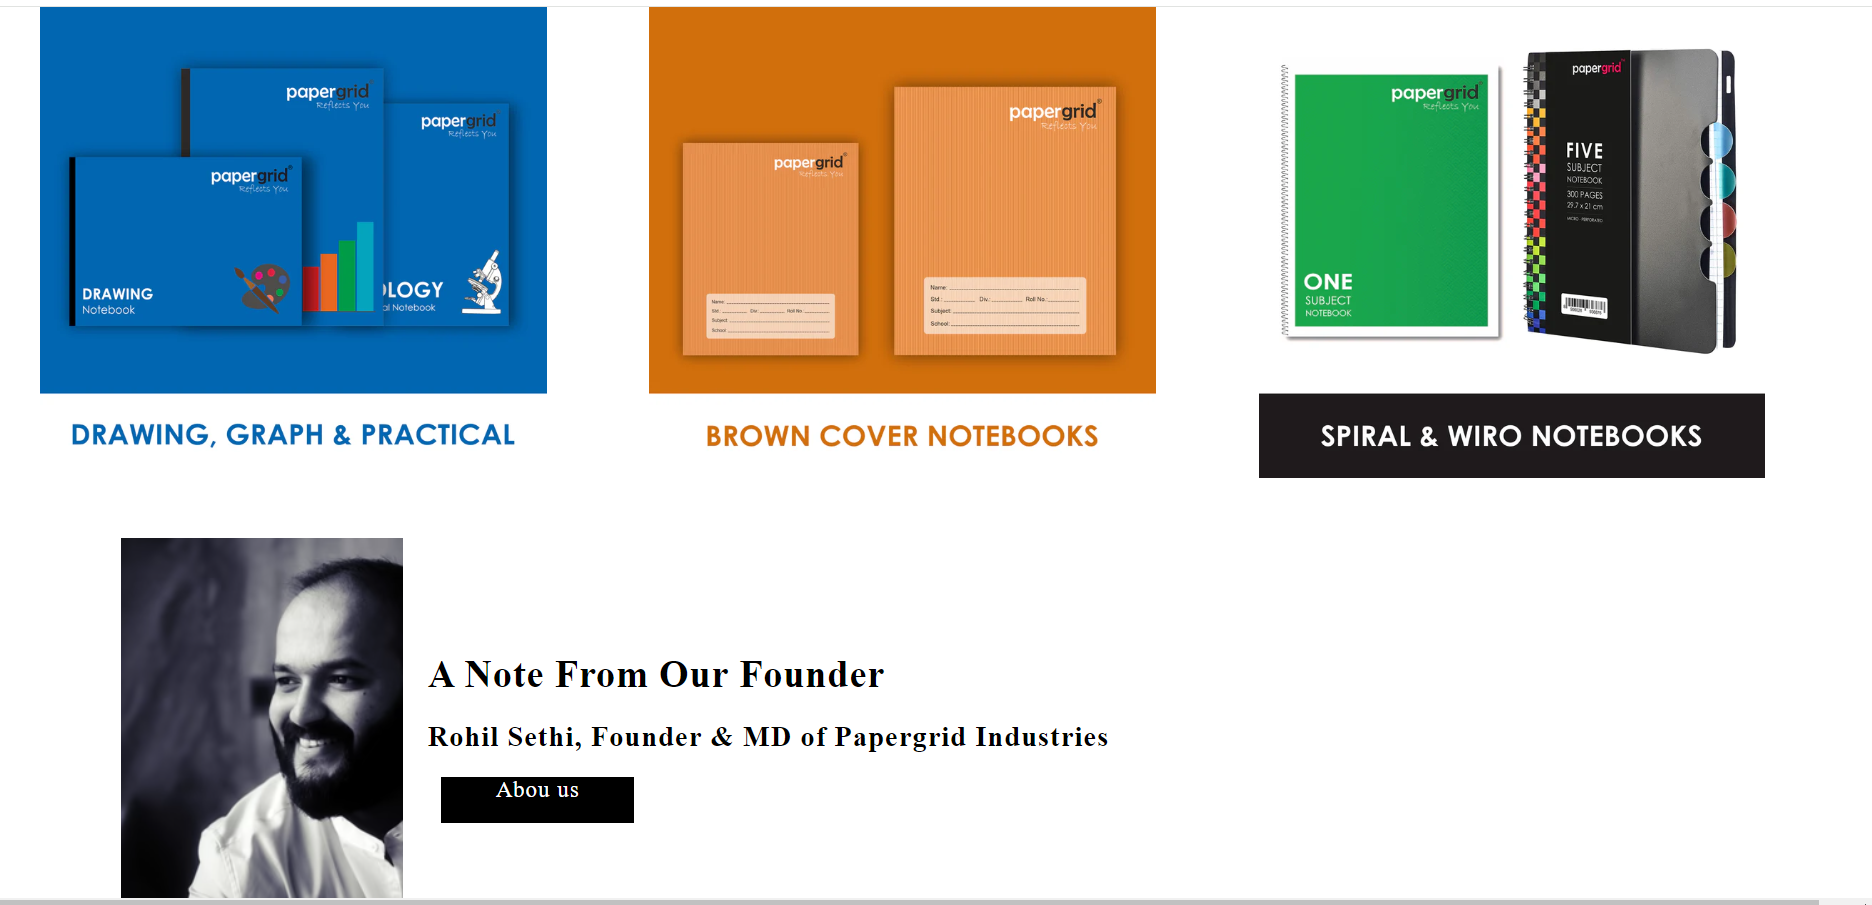 papergrid
Reflects You
papergrid
Reflects You
papergrid
Reflects You
DRAWING
Notebook
LOGY
al Notebook
DRAWING, GRAPH & PRACTICAL
papergrid
Reflects You
papergrid
Reflects You
Name:
Std.: Div.: Roll No.:
Subject:
School:
Name:
Std.: Div.: Roll No.:
Subject:
School:
BROWN COVER NOTEBOOKS
papergrid
Reflects You
ONE
SUBJECT
NOTEBOOK
papergrid
FIVE
SUBJECT
NOTEBOOK
300 PAGES
29.7 x 21 cm
MICRO PERFORATED
SPIRAL & WIRO NOTEBOOKS
A Note From Our Founder
Rohil Sethi, Founder & MD of Papergrid Industries
Abou us